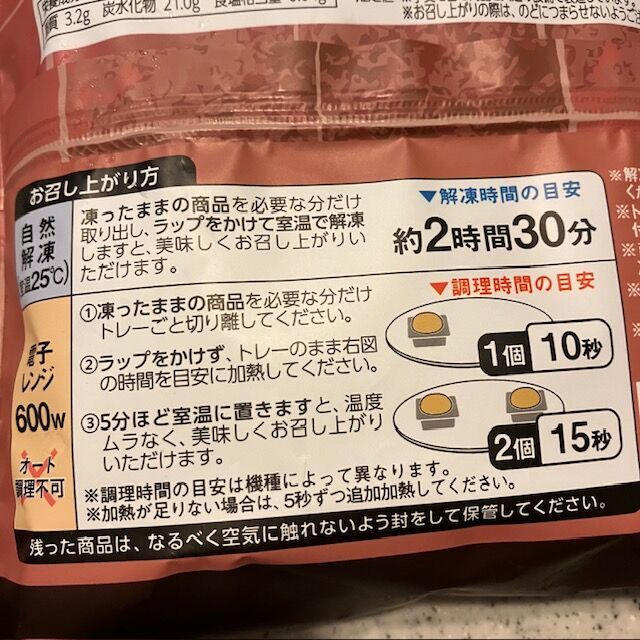 質 3.2g 炭水化物 21.0g 食塩相当量
※お召し上がりの際は、のどにつまらせないようご
お召し上がり方
自然
解凍
(室温25℃)
凍ったままの商品を必要な分だけ
取り出し、ラップをかけて室温で解凍
しますと、美味しくお召し上がりい
ただけます。
▼解凍時間の目安
約2時間30分
電子
レンジ
600W
オート
調理不可
①凍ったままの商品を必要な分だけ
トレーごと切り離してください。
②ラップをかけず、トレーのまま右図
の時間を目安に加熱してください。
③5分ほど室温に置きますと、温度
ムラなく、美味しくお召し上がり
いただけます。
▼調理時間の目安
1個 10秒
2個 15秒
※調理時間の目安は機種によって異なります。
※加熱が足りない場合は、5秒ずつ追加加熱してください。
残った商品は、なるべく空気に触れないよう封をして保管してください。
※解
く
※ト
付
※